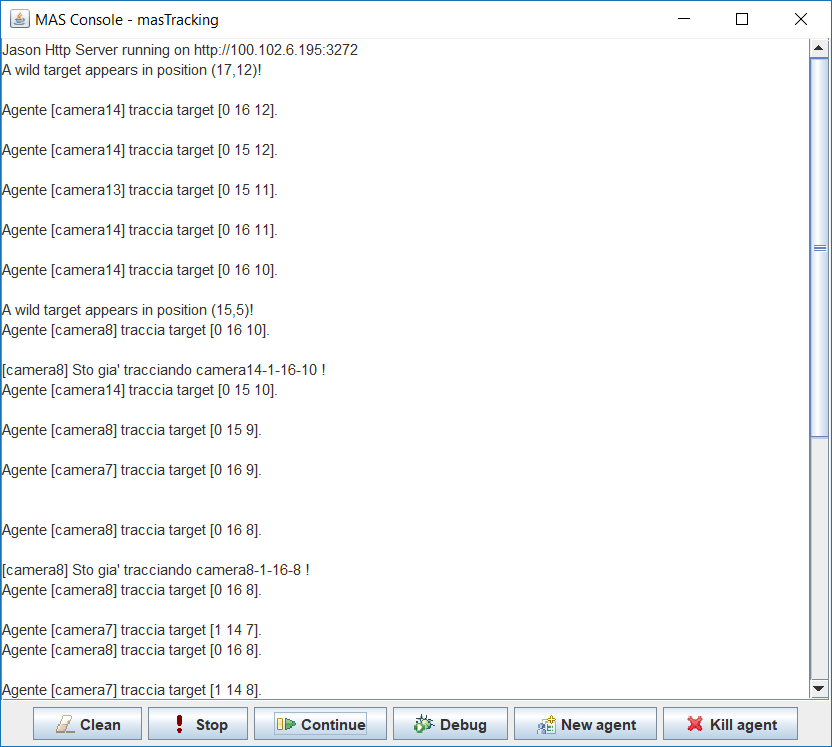 MAS Console - masTracking
Jason Http Server running on http://100.102.6.195:3272
A wild target appears in position (17,12)!
Agente [camera14] traccia target [0 16 12].
Agente [camera14] traccia target [0 15 12].
Agente [camera13] traccia target [0 15 11].
Agente [camera14] traccia target [0 16 11].
Agente [camera14] traccia target [0 16 10].
A wild target appears in position (15,5)!
Agente [camera8] traccia target [0 16 10].
[camera8] Sto gia' tracciando camera14-1-16-10 !
Agente [camera14] traccia target [0 15 10].
Agente [camera8] traccia target [0 15 9].
Agente [camera7] traccia target [0 16 9].
Agente [camera8] traccia target [0 16 8].
[camera8] Sto gia' tracciando camera8-1-16-8 !
Agente [camera8] traccia target [0 16 8].
Agente [camera7] traccia target [1 14 7].
Agente [camera8] traccia target [0 16 8].
Agente [camera7] traccia target [1 14 8].
Clean Stop Continue Debug New agent Kill agent